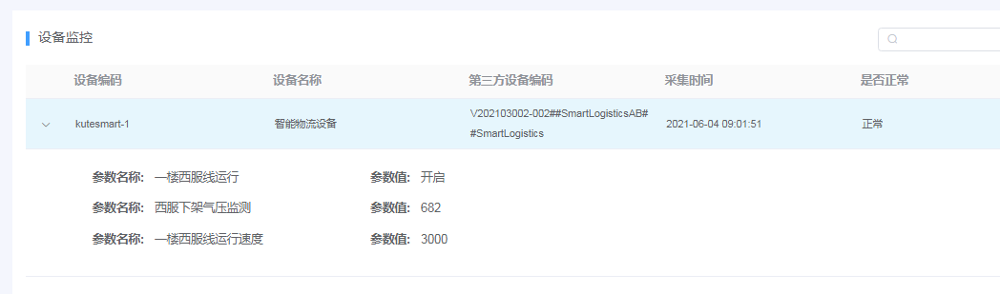 设备监控
设备编码 设备名称 第三方设备编码 采集时间 是否正常
kutesmart-1 智能物流设备 V202103002-002##SmartLogisticsAB# 2021-06-04 09:01:51 正常
#SmartLogistics
参数名称: 一楼西服线运行 参数值: 开启
参数名称: 西服下架气压监测 参数值: 682
参数名称: 一楼西服线运行速度 参数值: 3000